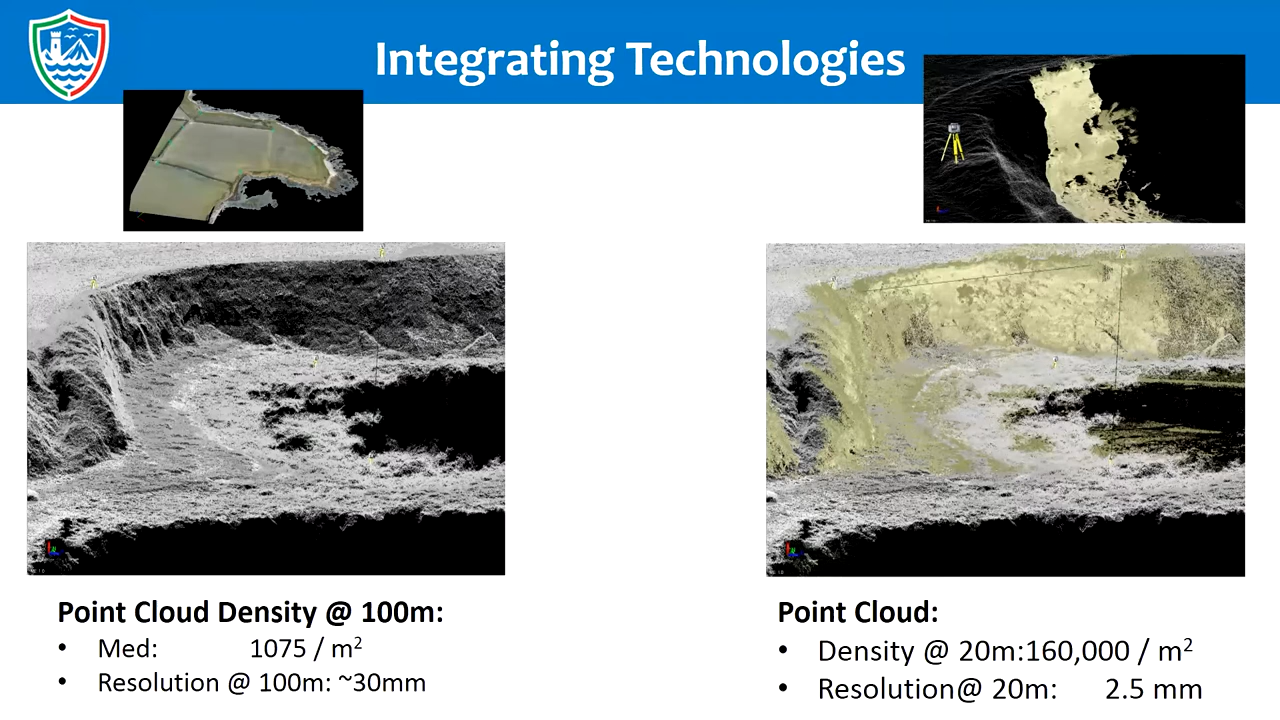 Integrating Technologies
Point Cloud Density @ 100m:
• Med: 1075 / m²
• Resolution @ 100m: ~30mm
Point Cloud:
• Density @ 20m:160,000 / m²
• Resolution@ 20m: 2.5 mm